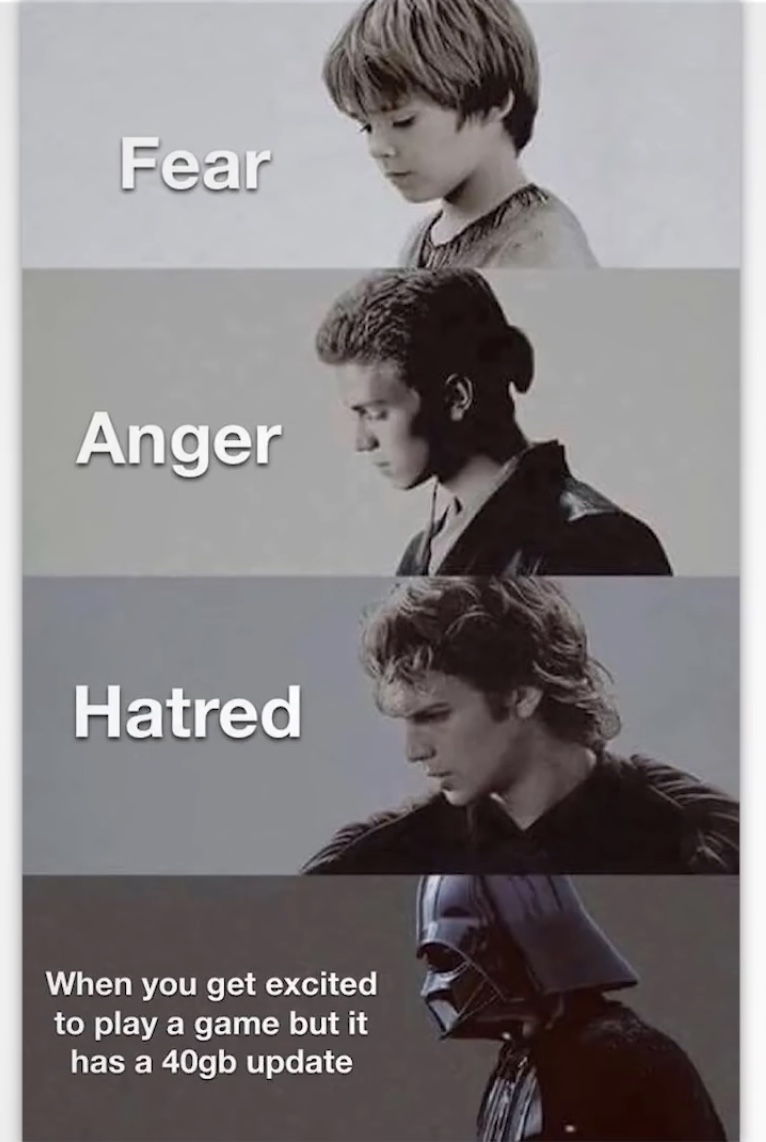 Fear
Anger
Hatred
When you get excited
to play a game but it
has a 40gb update